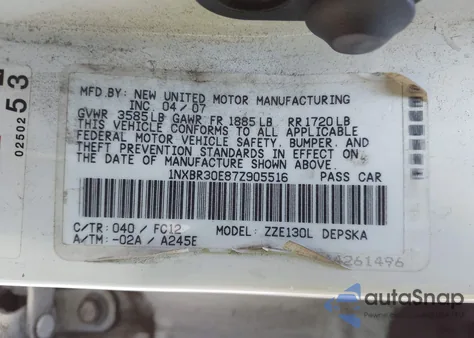 MFD. BY: NEW UNITED MOTOR MANUFACTURING
INC. 04/07
GVWR 3585LB GAWR FR 1885LB RR1720LB
THIS VEHICLE CONFORMS TO ALL APPLICABLE
FEDERAL MOTOR VEHICLE SAFETY, BUMPER, AND
THEFT PREVENTION STANDARDS IN EFFECT ON
THE DATE OF MANUFACTURE SHOWN ABOVE.
1NXBR30E87Z905516 PASS CAR
C/TR: 040 / FC12 MODEL: ZZE130L DEPSKA
A/TM: -02A / A245E
4261496
02502
53
autoSnap